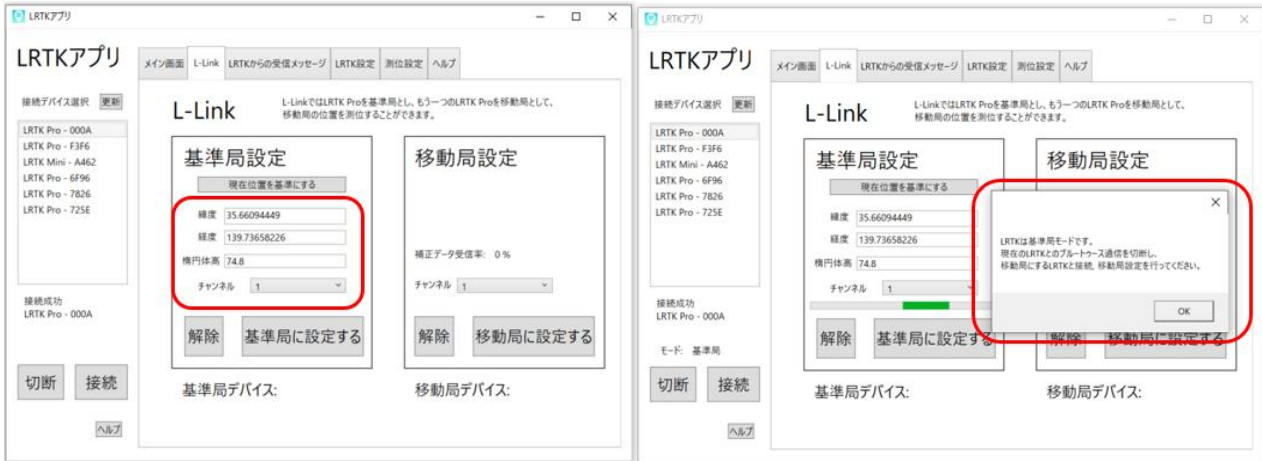 LRTKアプリ
LRTKアプリ
メイン画面 L-Link LRTKからの受信メッセージ LRTK設定 測位設定 ヘルプ
接続デバイス選択 更新
LRTK Pro - 000A
LRTK Pro - F3F6
LRTK Mini - A462
LRTK Pro - 6F96
LRTK Pro - 7826
LRTK Pro - 725E
接続成功
LRTK Pro - 000A
切断 接続
ヘルプ
L-Link
L-LinkではLRTK Proを基準局とし、もう一つのLRTK Proを移動局として、
移動局の位置を測位することができます。
基準局設定
現在位置を基準にする
緯度 35.66094449
経度 139.73658226
楕円体高 74.8
チャンネル 1
解除 基準局に設定する
基準局デバイス:
移動局設定
補正データ受信率: 0 %
チャンネル 1
解除 移動局に設定する
移動局デバイス:
LRTKアプリ
LRTKアプリ
メイン画面 L-Link LRTKからの受信メッセージ LRTK設定 測位設定 ヘルプ
接続デバイス選択 更新
LRTK Pro - 000A
LRTK Pro - F3F6
LRTK Mini - A462
LRTK Pro - 6F96
LRTK Pro - 7826
LRTK Pro - 725E
接続成功
LRTK Pro - 000A
モード: 基準局
切断 接続
ヘルプ
L-Link
L-LinkではLRTK Proを基準局とし、もう一つのLRTK Proを移動局として、
移動局の位置を測位することができます。
基準局設定
現在位置を基準にする
緯度 35.66094449
経度 139.73658226
楕円体高 74.8
チャンネル 1
解除 基準局に設定する
基準局デバイス:
移動局設定
LRTKは基準局モードです。
現在のLRTKとのブルートゥース通信を切断し、
移動局にするLRTKと接続, 移動局設定を行ってください。
OK
解除 移動局に設定する
移動局デバイス: